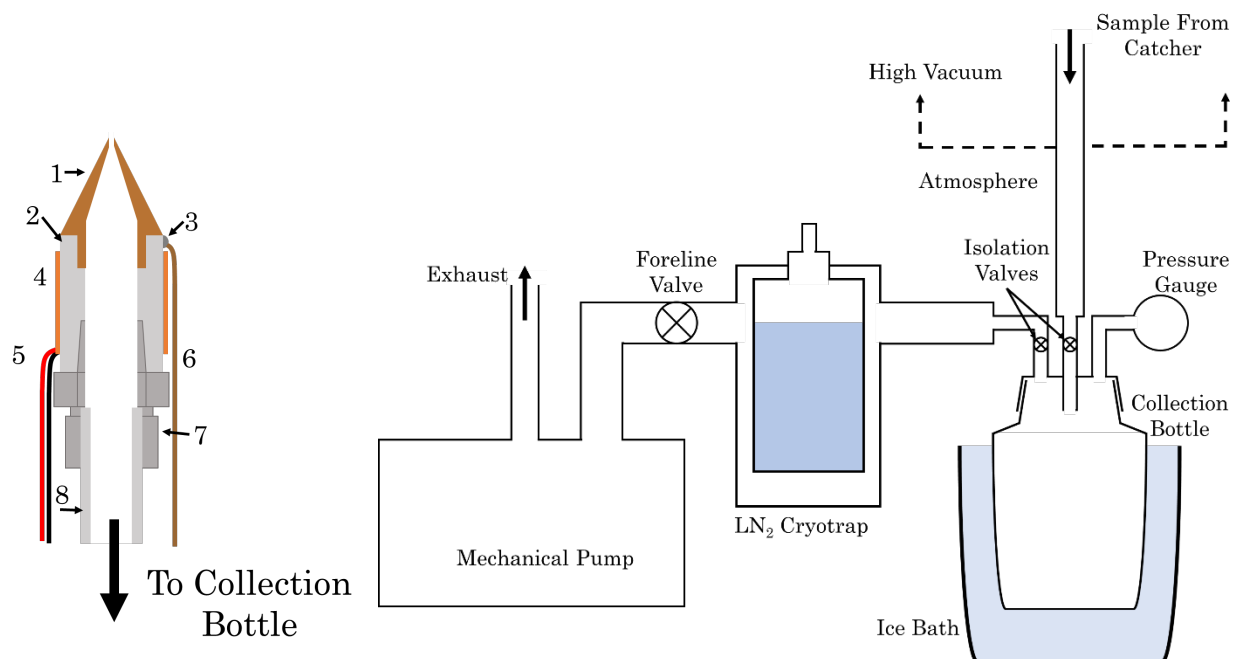 1
2
3
4
5
6
7
8
To Collection
Bottle
Sample From
Catcher
High Vacuum
Atmosphere
Exhaust
Foreline
Valve
Isolation
Valves
Pressure
Gauge
Collection
Bottle
LN₂ Cryotrap
Mechanical Pump
Ice Bath